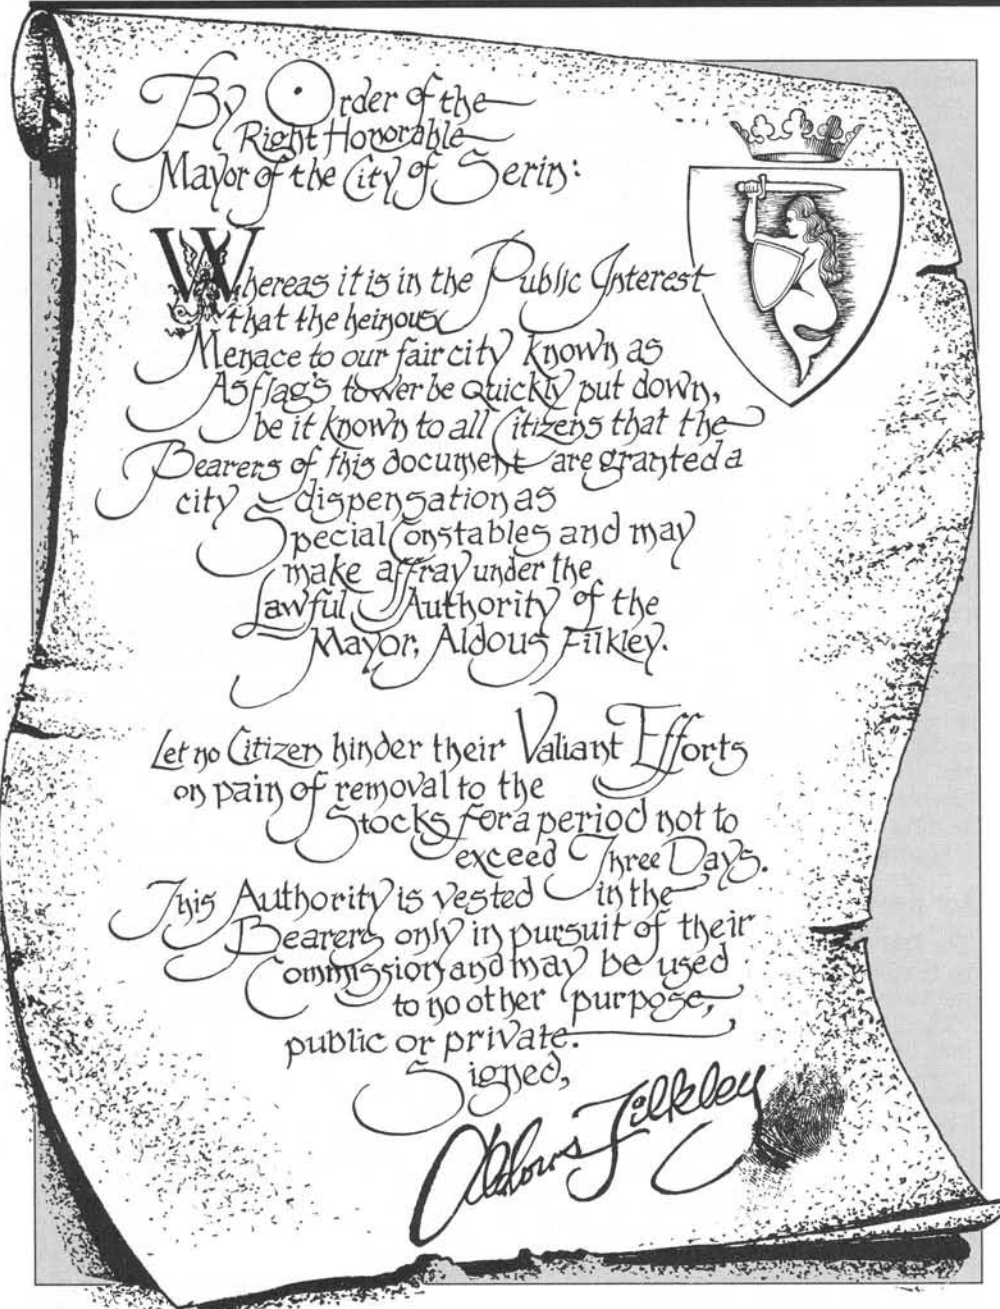 By Order of the
Right Honorable
Mayor of the City of Serin:
Whereas it is in the Public Interest
that the heinous
Menace to our fair city known as
Asflag's tower be quickly put down,
be it known to all Citizens that the
Bearers of this document are granted a
city dispensation as
Special Constables and may
make affray under the
Lawful Authority of the
Mayor, Aldous Filkley.
Let no Citizen hinder their Valiant Efforts
on pain of removal to the
Stocks for a period not to
exceed Three Days.
This Authority is vested in the
Bearers only in pursuit of their
Commission and may be used
to no other purpose,
public or private.
Signed,
Aldous Filkley